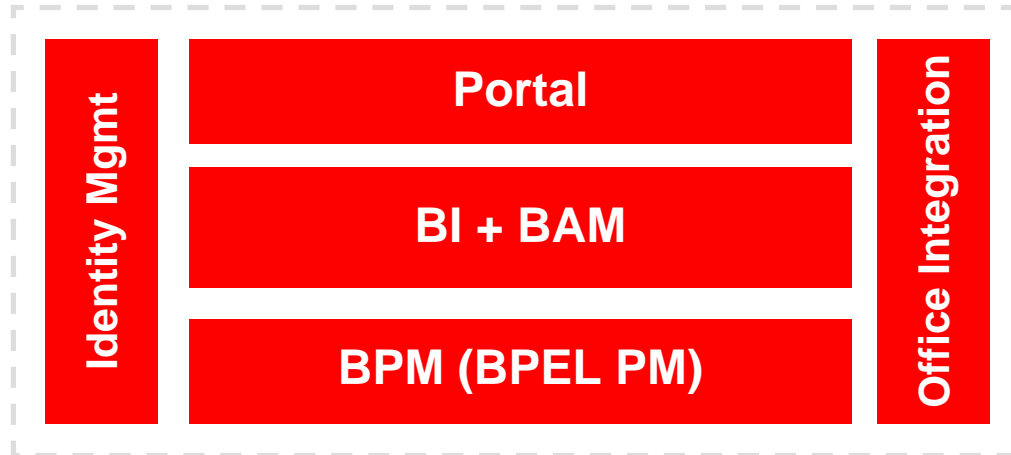 Identity Mgmt
Portal
BI + BAM
BPM (BPEL PM)
Office Integration